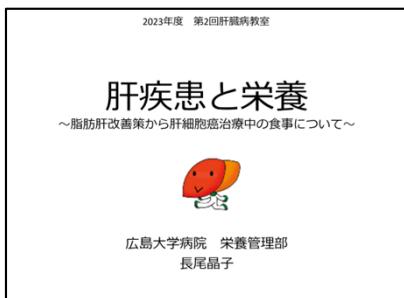 2023年度　第2回肝臓病教室
肝疾患と栄養
～脂肪肝改善策から肝細胞癌治療中の食事について～
広島大学病院　栄養管理部
長尾晶子